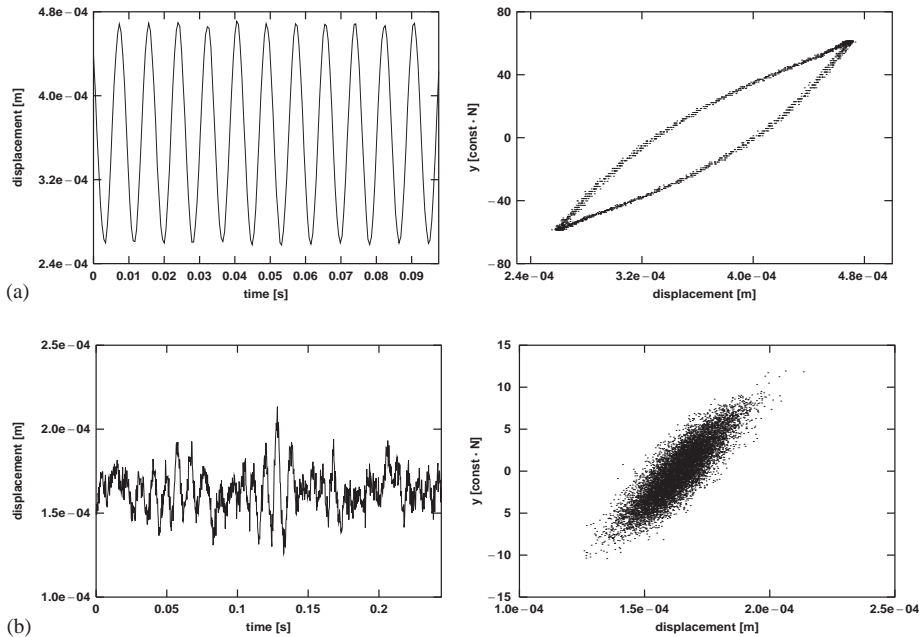 4.8e−04
4.0e−04
3.2e−04
2.4e−04
displacement [m]
0 0.01 0.02 0.03 0.04 0.05 0.06 0.07 0.08 0.09
time [s]
80
40
0
−40
−80
y [const · N]
2.4e−04 3.2e−04 4.0e−04 4.8e−04
displacement [m]
(a)
2.5e−04
2.0e−04
1.5e−04
1.0e−04
displacement [m]
0 0.05 0.1 0.15 0.2
time [s]
15
10
5
0
5
−10
−15
y [const · N]
1.0e−04 1.5e−04 2.0e−04 2.5e−04
displacement [m]
(b)